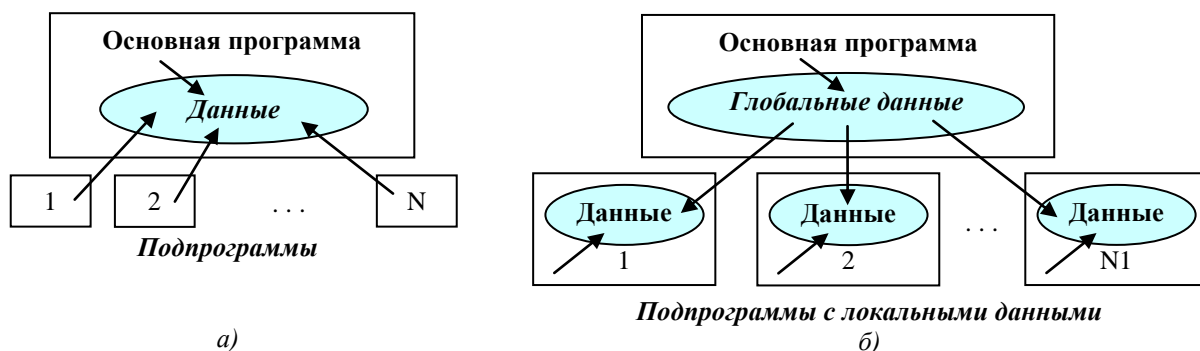 Основная программа
Данные
1 2 . . . N
Подпрограммы
а)
Основная программа
Глобальные данные
Данные Данные . . . Данные
1 2 N1
Подпрограммы с локальными данными
б)